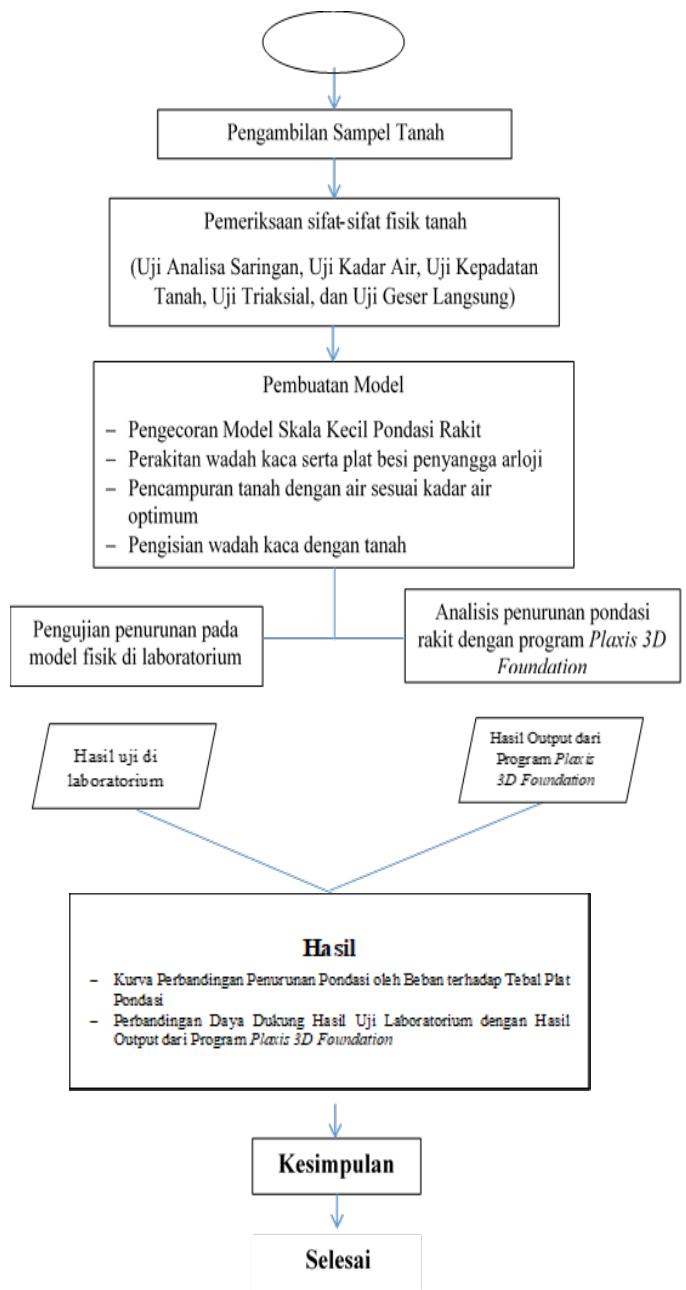 Pengambilan Sampel Tanah
Pemeriksaan sifat-sifat fisik tanah
(Uji Analisa Saringan, Uji Kadar Air, Uji Kepadatan
Tanah, Uji Triaksial, dan Uji Geser Langsung)
Pembuatan Model
– Pengecoran Model Skala Kecil Pondasi Rakit
– Perakitan wadah kaca serta plat besi penyangga arloji
– Pencampuran tanah dengan air sesuai kadar air
optimum
– Pengisian wadah kaca dengan tanah
Pengujian penurunan pada
model fisik di laboratorium
Analisis penurunan pondasi
rakit dengan program Plaxis 3D
Foundation
Hasil uji di
laboratorium
Hasil Output dari
Program Plaxis
3D Foundation
Hasil
– Kurva Perbandingan Penurunan Pondasi oleh Beban terhadap Tebal Plat
Pondasi
– Perbandingan Daya Dukung Hasil Uji Laboratorium dengan Hasil
Output dari Program Plaxis 3D Foundation
Kesimpulan
Selesai